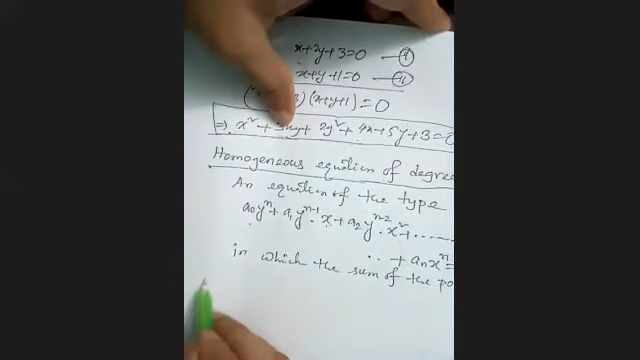 x+2y+3=0 — (i)
x+y+1=0 — (ii)
3) (x+y+1) = 0
⇒ x²+3xy+ 2y²+ 4x+5y+3=0
Homogeneous equation of degree
An equation of the type
a₀yⁿ+a₁yⁿ⁻¹.x+a₂yⁿ⁻².x²+......
..+aₙxⁿ=
in which the sum of the